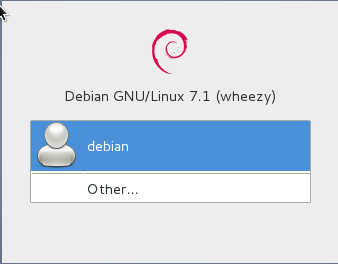 Debian GNU/Linux 7.1 (wheezy)
debian
Other...